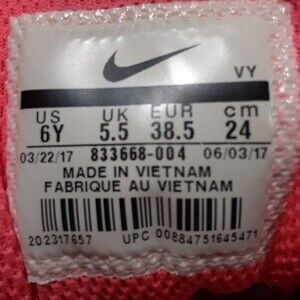 VY
US UK EUR cm
6Y 5.5 38.5 24
03/22/17 833668-004 06/03/17
MADE IN VIETNAM
FABRIQUE AU VIETNAM
202317657 UPC 00884751645471